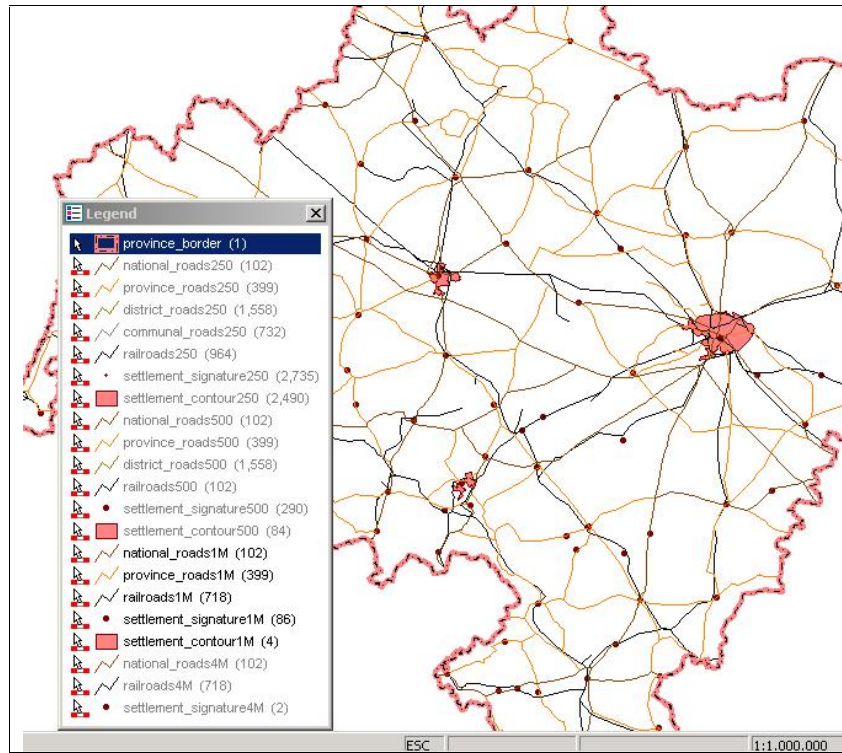 Legend
province_border (1)
national_roads250 (102)
province_roads250 (399)
district_roads250 (1,558)
communal_roads250 (732)
railroads250 (964)
settlement_signature250 (2,735)
settlement_contour250 (2,490)
national_roads500 (102)
province_roads500 (399)
district_roads500 (1,558)
railroads500 (102)
settlement_signature500 (290)
settlement_contour500 (84)
national_roads1M (102)
province_roads1M (399)
railroads1M (718)
settlement_signature1M (86)
settlement_contour1M (4)
national_roads4M (102)
railroads4M (718)
settlement_signature4M (2)
ESC
1:1.000.000